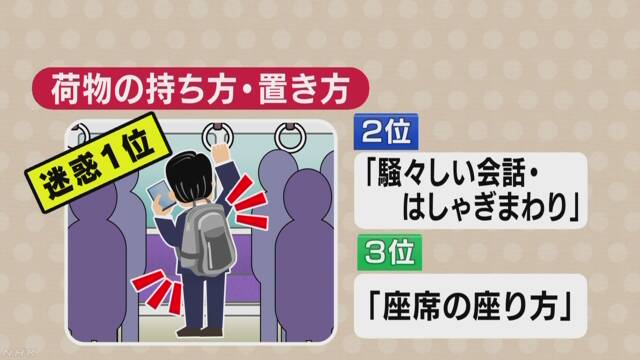 荷物の持ち方・置き方
迷惑1位
2位
「騒々しい会話・
はしゃぎまわり」
3位
「座席の座り方」
NHK